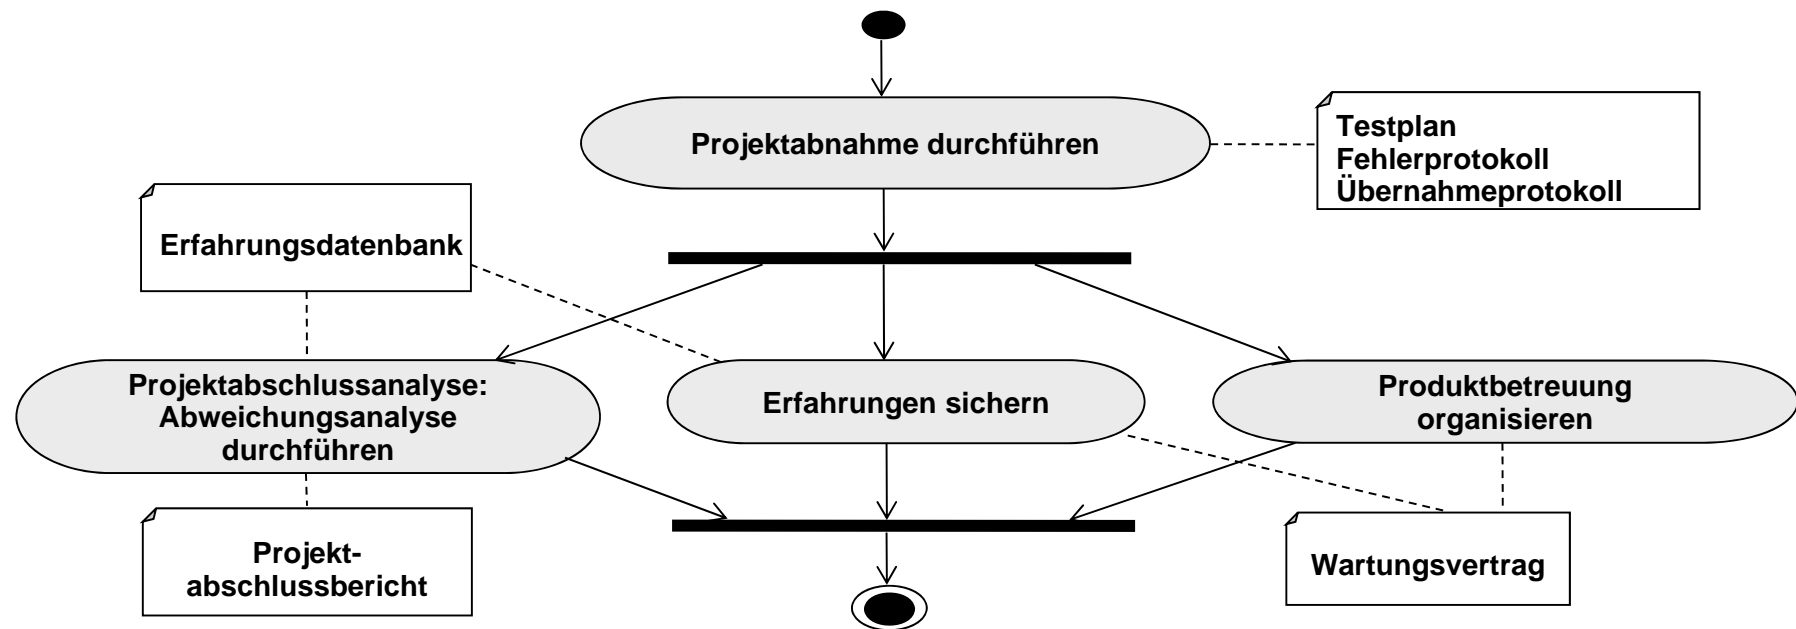 Projektabnahme durchführen
Testplan
Fehlerprotokoll
Übernahmeprotokoll
Erfahrungsdatenbank
Projektabschlussanalyse:
Abweichungsanalyse
durchführen
Erfahrungen sichern
Produktbetreuung
organisieren
Projekt-
abschlussbericht
Wartungsvertrag